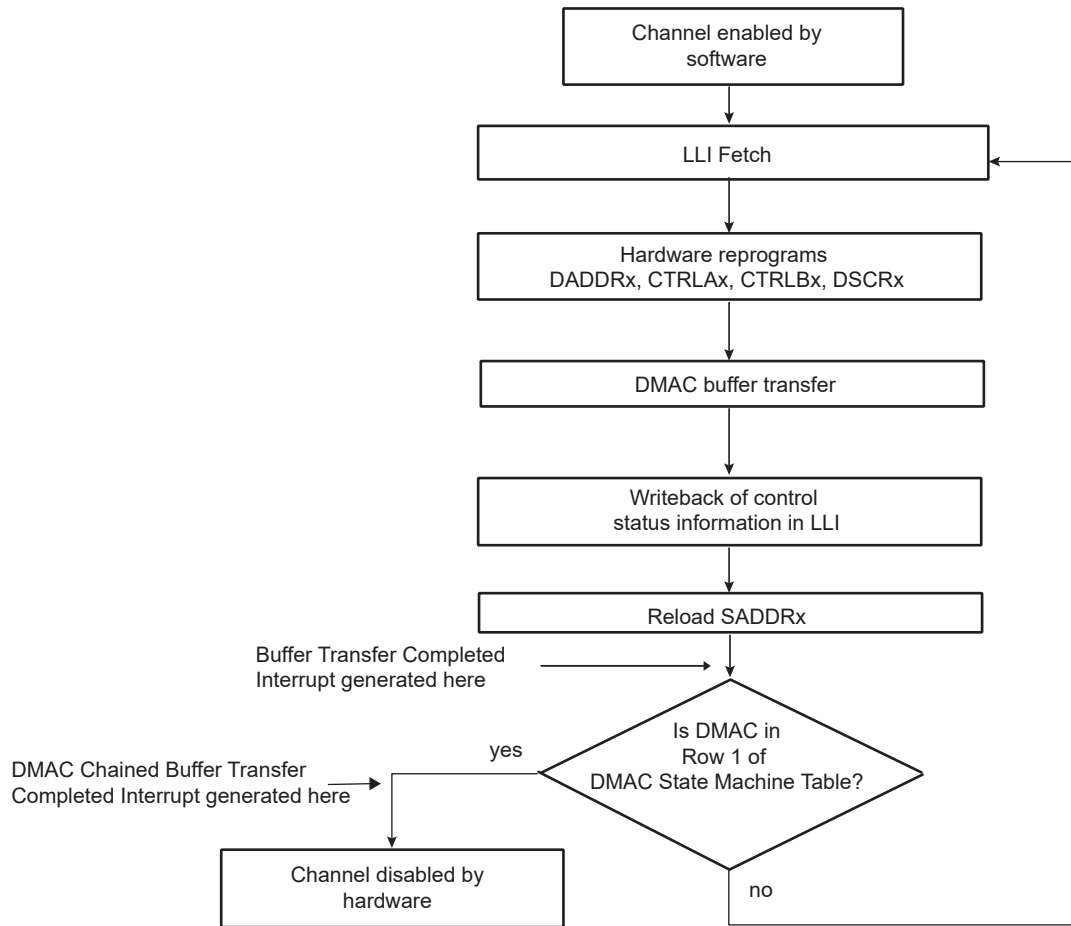 Channel enabled by
software
LLI Fetch
Hardware reprograms
DADDRx, CTRLAx, CTRLBx, DSCRx
DMAC buffer transfer
Writeback of control
status information in LLI
Reload SADDRx
Buffer Transfer Completed
Interrupt generated here
Is DMAC in
Row 1 of
DMAC State Machine Table?
yes
DMAC Chained Buffer Transfer
Completed Interrupt generated here
Channel disabled by
hardware
no